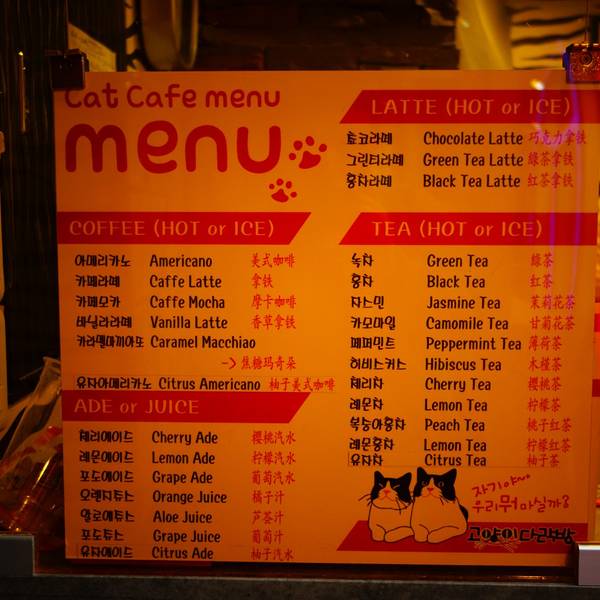 Cat Cafe menu
menu
COFFEE (HOT or ICE)
아메리카노 Americano 美式咖啡
카페라떼 Caffe Latte 拿铁
카페모카 Caffe Mocha 摩卡咖啡
바닐라라떼 Vanilla Latte 香草拿铁
카라멜마끼아또 Caramel Macchiao
-> 焦糖玛奇朵
유자아메리카노 Citrus Americano 柚子美式咖啡
ADE or JUICE
체리에이드 Cherry Ade 樱桃汽水
레몬에이드 Lemon Ade 柠檬汽水
포도에이드 Grape Ade 葡萄汽水
오렌지쥬스 Orange Juice 橘子汁
알로에쥬스 Aloe Juice 芦荟汁
포도쥬스 Grape Juice 葡萄汁
유자에이드 Citrus Ade 柚子汽水
LATTE (HOT or ICE)
쵸코라떼 Chocolate Latte 巧克力拿铁
그린티라떼 Green Tea Latte 綠茶拿铁
홍차라떼 Black Tea Latte 红茶拿铁
TEA (HOT or ICE)
녹차 Green Tea 綠茶
홍차 Black Tea 红茶
자스민 Jasmine Tea 茉莉花茶
카모마일 Camomile Tea 甘菊花茶
페퍼민트 Peppermint Tea 薄荷茶
히비스커스 Hibiscus Tea 木槿茶
체리차 Cherry Tea 樱桃茶
레몬차 Lemon Tea 柠檬茶
복숭아홍차 Peach Tea 桃子红茶
레몬홍차 Lemon Tea 柠檬红茶
유자차 Citrus Tea 柚子茶
자기야~
우리뭐마실까?
고양이다락방